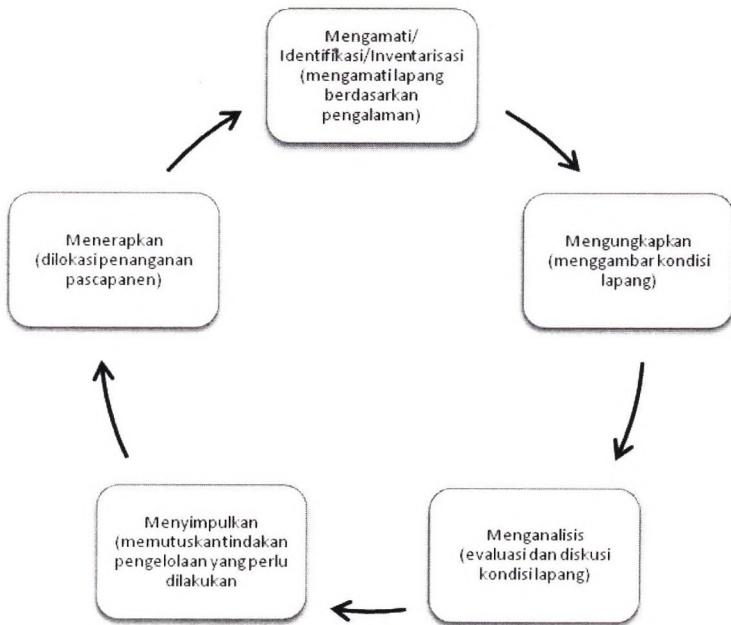 Mengamati/
Identifikasi/Inventarisasi
(mengamati lapang
berdasarkan
pengalaman)
Mengungkapkan
(menggambar kondisi
lapang)
Menganalisis
(evaluasi dan diskusi
kondisi lapang)
Menyimpulkan
(memutuskan tindakan
pengelolaan yang perlu
dilakukan
Menerapkan
(dilokasi penanganan
pascapanen)